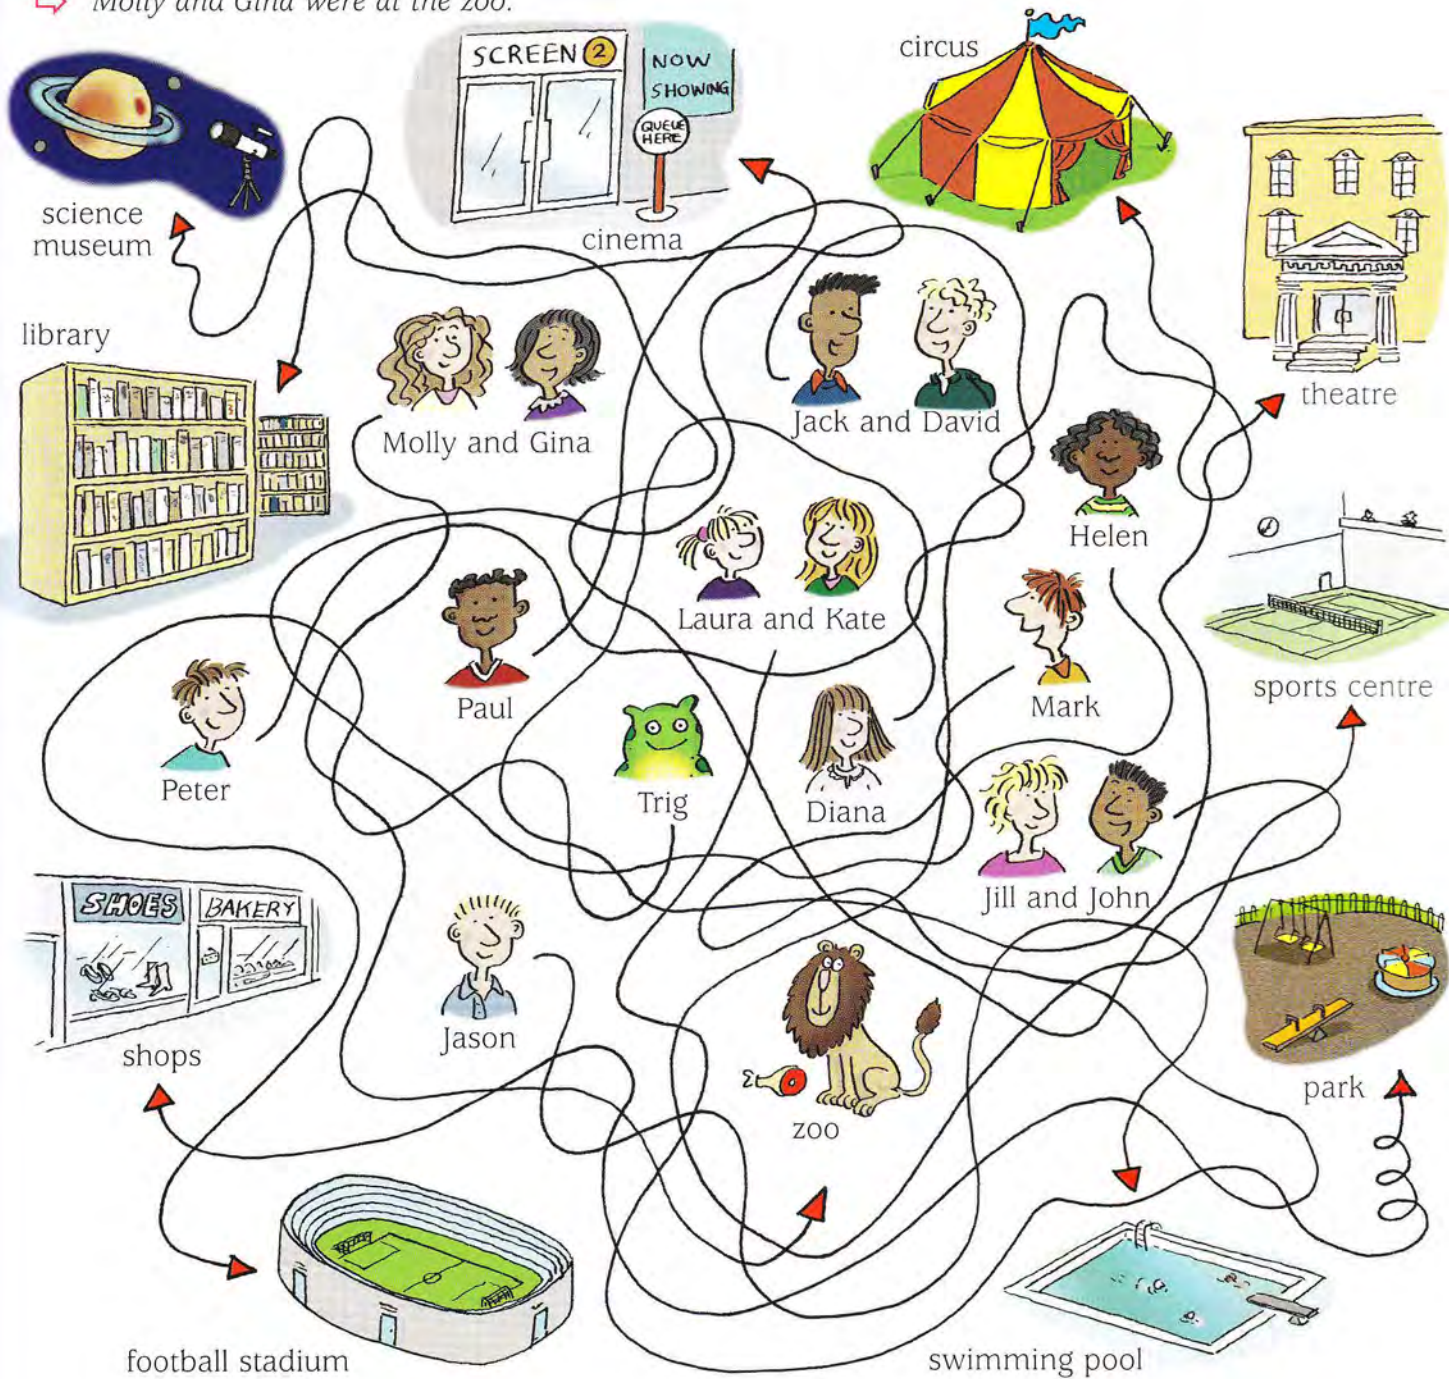 Molly and Gina were at the zoo.
SCREEN 2
NOW
SHOWING
QUEUE
HERE
circus
science
museum
cinema
library
theatre
Molly and Gina
Jack and David
Helen
Laura and Kate
Paul
Mark
sports centre
Peter
Trig
Diana
SHOES
BAKERY
Jill and John
Jason
shops
park
zoo
football stadium
swimming pool